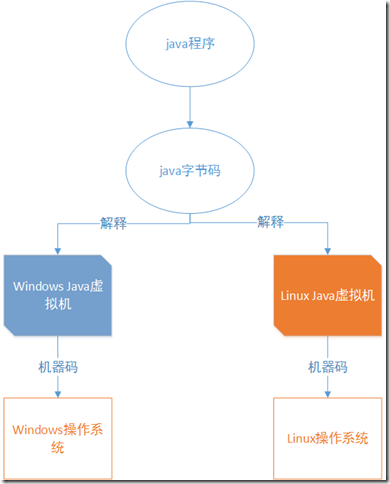 java程序
java字节码
解释
解释
Windows Java虚
拟机
Linux Java虚拟机
机器码
机器码
Windows操作系
统
Linux操作系统